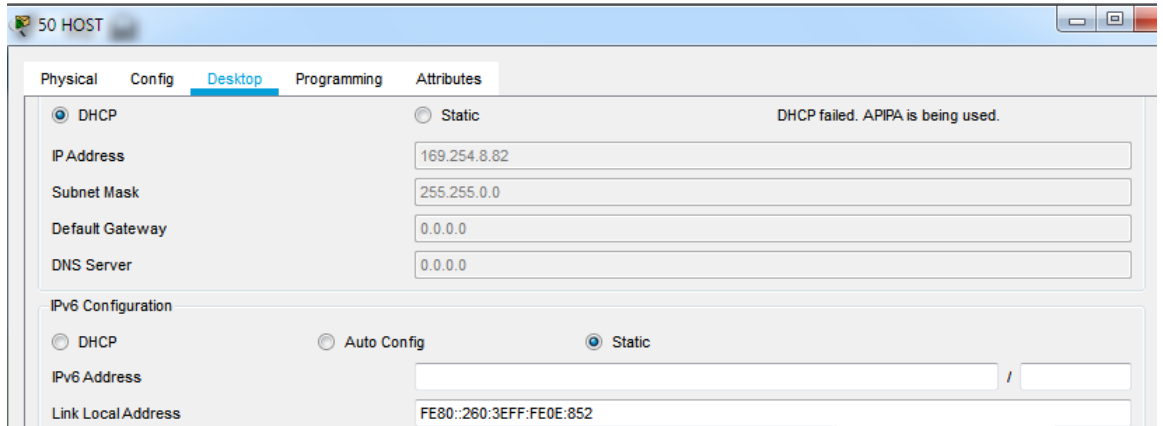 50 HOST
Physical Config Desktop Programming Attributes
DHCP Static DHCP failed. APIPA is being used.
IP Address 169.254.8.82
Subnet Mask 255.255.0.0
Default Gateway 0.0.0.0
DNS Server 0.0.0.0
IPv6 Configuration
DHCP Auto Config Static
IPv6 Address /
Link Local Address FE80::260:3EFF:FE0E:852